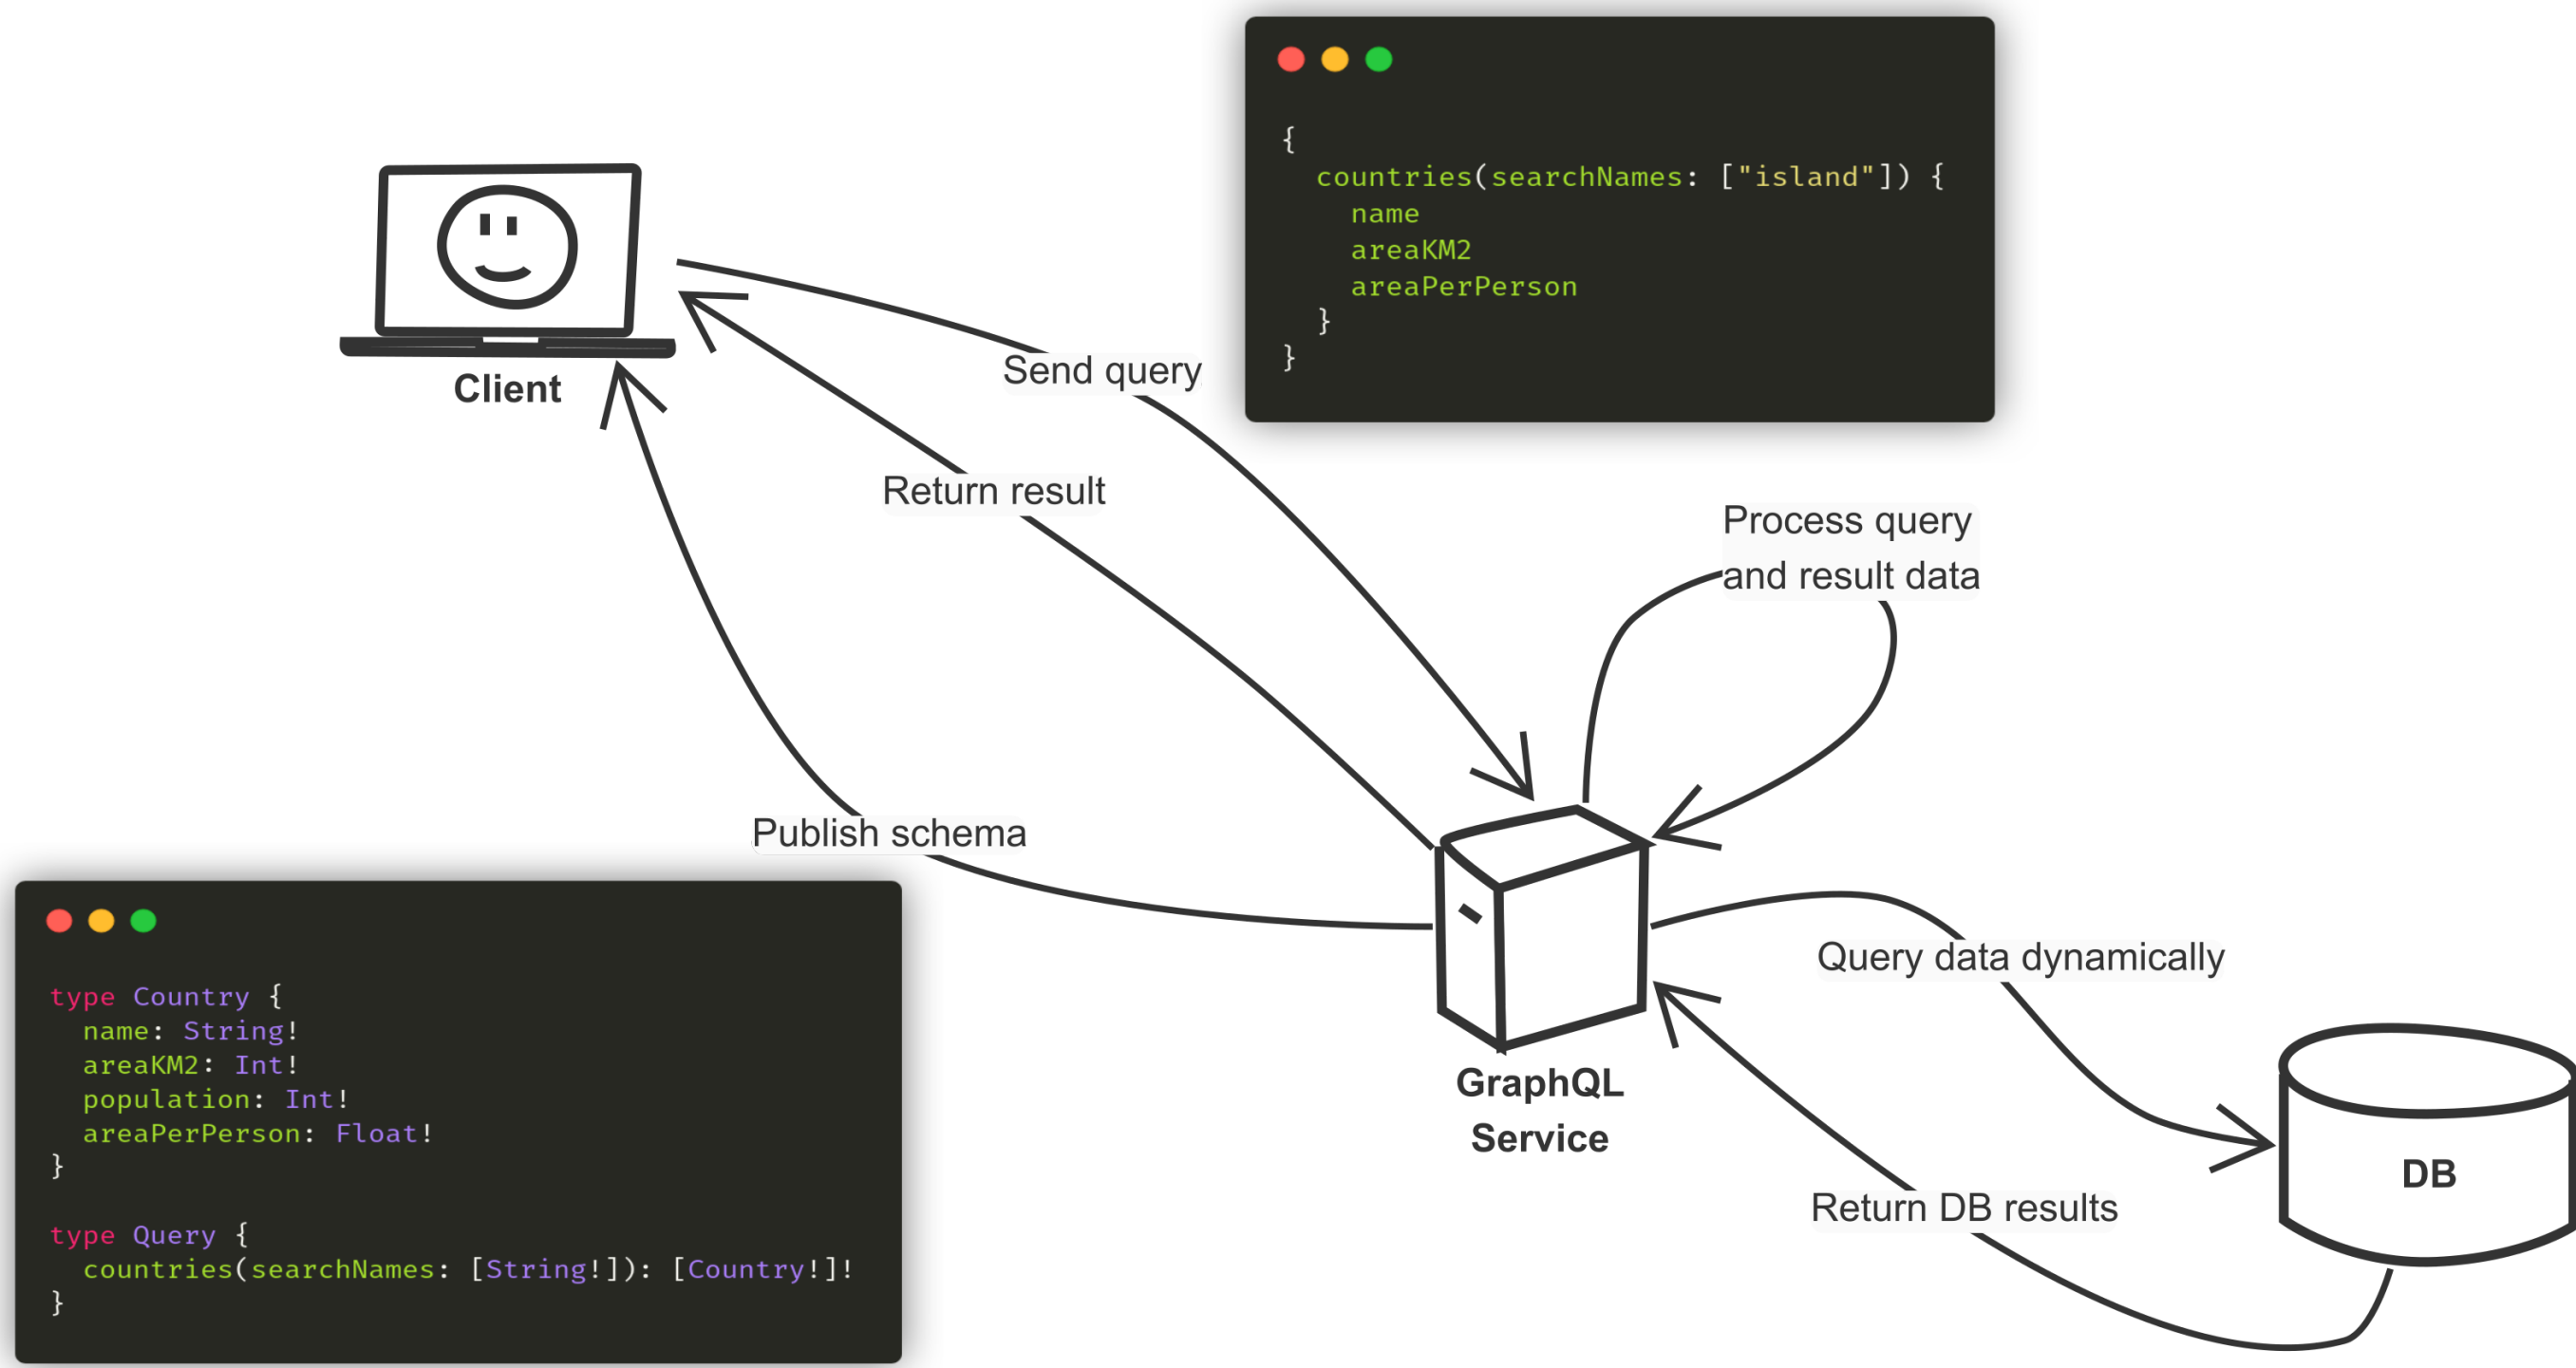 {
  countries(searchNames: ["island"]) {
    name
    areaKM2
    areaPerPerson
  }
}
Client
Send query
Return result
Process query
and result data
Publish schema
type Country {
  name: String!
  areaKM2: Int!
  population: Int!
  areaPerPerson: Float!
}
type Query {
  countries(searchNames: [String!]): [Country!]!
}
Query data dynamically
GraphQL
Service
DB
Return DB results